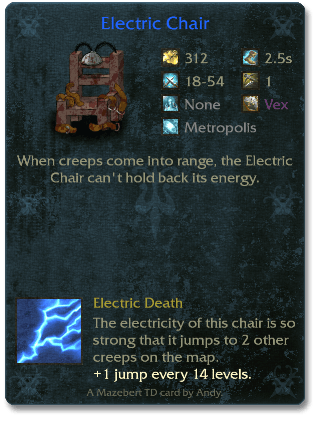 Electric Chair
312 2.5s
18-54 1
None Vex
Metropolis
When creeps come into range, the Electric
Chair can't hold back its energy.
Electric Death
The electricity of this chair is so
strong that it jumps to 2 other
creeps on the map.
+1 jump every 14 levels.
A Mazebert TD card by Andy.